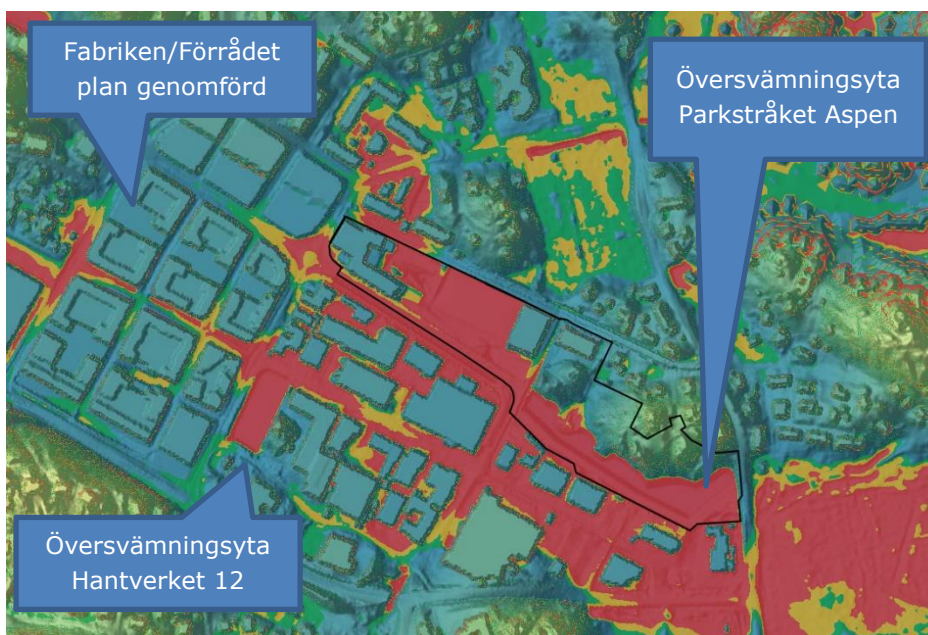 Fabriken/Förrådet
plan genomförd
Översvämningsyta
Parkstråket Aspen
Översvämningsyta
Hantverket 12